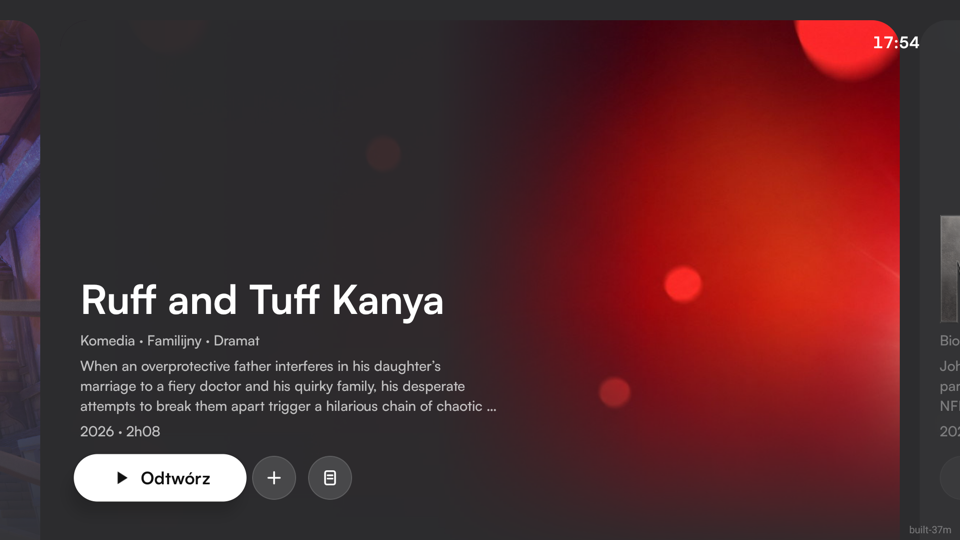 17:54
Ruff and Tuff Kanya
Komedia · Familijny · Dramat
When an overprotective father interferes in his daughter's
marriage to a fiery doctor and his quirky family, his desperate
attempts to break them apart trigger a hilarious chain of chaotic ...
2026 · 2h08
Odtwórz
built-37m